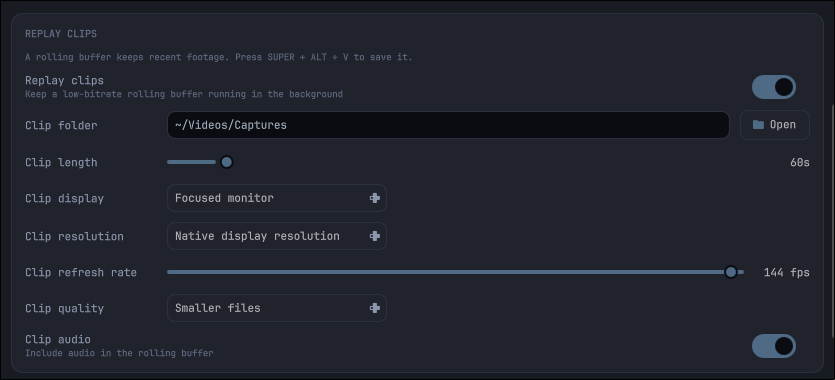 REPLAY CLIPS
A rolling buffer keeps recent footage. Press SUPER + ALT + V to save it.
Replay clips
Keep a low-bitrate rolling buffer running in the background
Clip folder ~/Videos/Captures Open
Clip length 60s
Clip display Focused monitor
Clip resolution Native display resolution
Clip refresh rate 144 fps
Clip quality Smaller files
Clip audio
Include audio in the rolling buffer